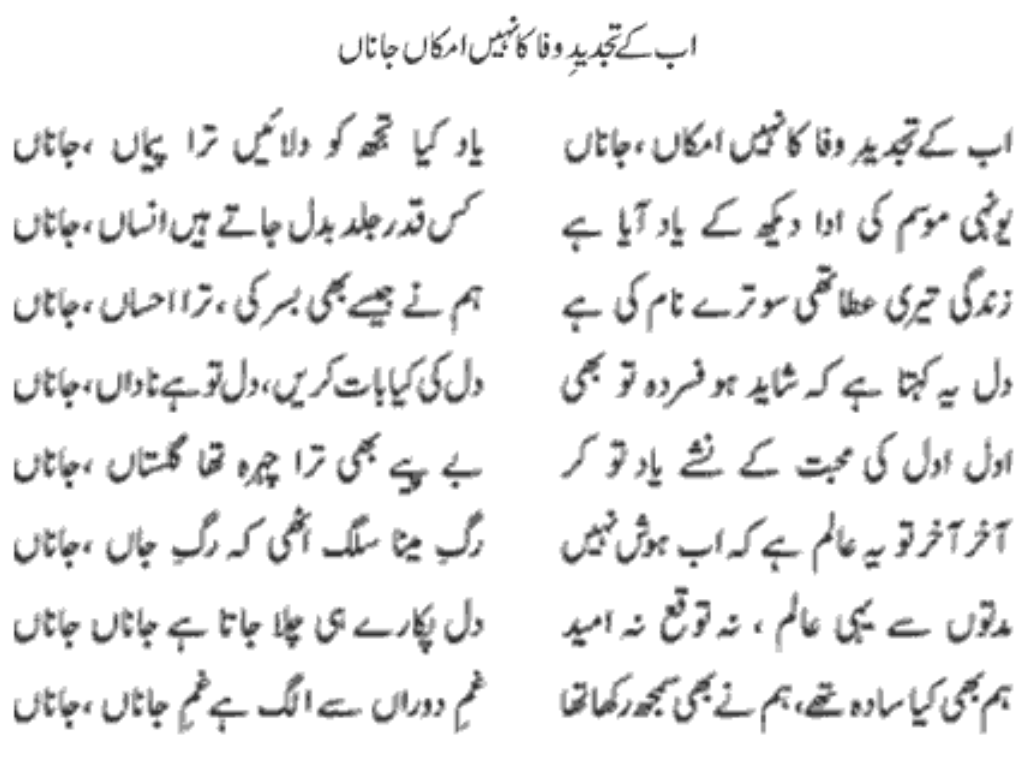 اب کے تجدیدِ وفا کا نہیں امکاں جاناں
اب کے تجدیدِ وفا کا نہیں امکاں، جاناں
یاد کیا تجھ کو دلائیں ترا پیماں، جاناں
یونہی موسم کی ادا دیکھ کے یاد آیا ہے
کس قدر جلد بدل جاتے ہیں انساں، جاناں
زندگی تیری عطا تھی سو ترے نام کی ہے
ہم نے جیسے بھی بسر کی، ترا احساں، جاناں
دل یہ کہتا ہے کہ شاید ہو فسردہ تو بھی
دل کی کیا بات کریں، دل تو ہے ناداں، جاناں
اول اول کی محبت کے نشے یاد تو کر
بے پیے بھی ترا چہرہ تھا گلستاں، جاناں
آخر آخر تو یہ عالم ہے کہ اب ہوش نہیں
رگِ مینا سلگ اٹھی کہ رگِ جاں، جاناں
مدتوں سے یہی عالم، نہ توقع نہ امید
دل پکارے ہی چلا جاتا ہے جاناں جاناں
ہم بھی کیا سادہ تھے، ہم نے بھی سمجھ رکھا تھا
غمِ دوراں سے الگ ہے غمِ جاناں، جاناں